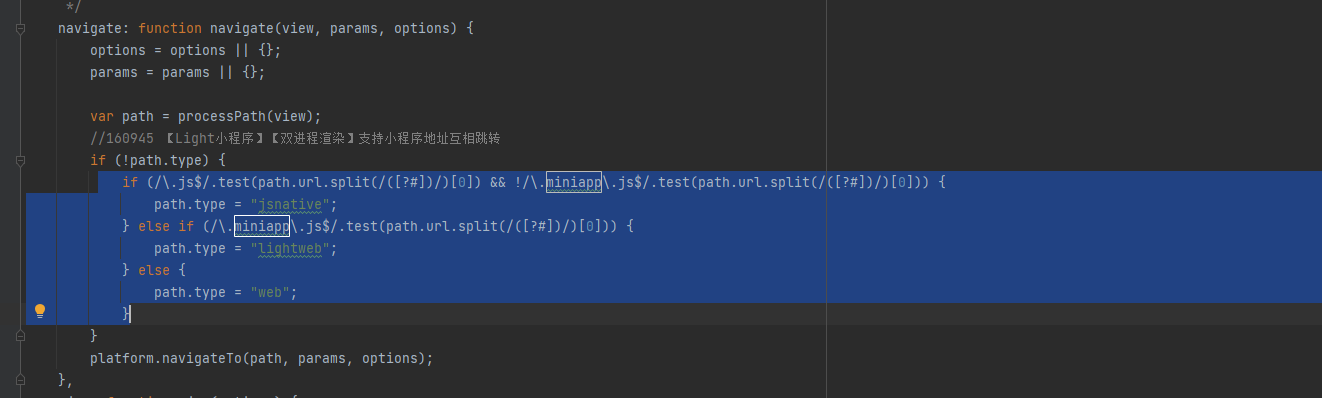 */
navigate: function navigate(view, params, options) {
options = options || {};
params = params || {};
var path = processPath(view);
//160945 【Light小程序】【双进程渲染】支持小程序地址互相跳转
if (!path.type) {
if (/\.js$/.test(path.url.split(/([?#])/)[0]) && !/\.miniapp\.js$/.test(path.url.split(/([?#])/)[0])) {
path.type = "jsnative";
} else if (/\.miniapp\.js$/.test(path.url.split(/([?#])/)[0])) {
path.type = "lightweb";
} else {
path.type = "web";
}
}
platform.navigateTo(path, params, options);
},